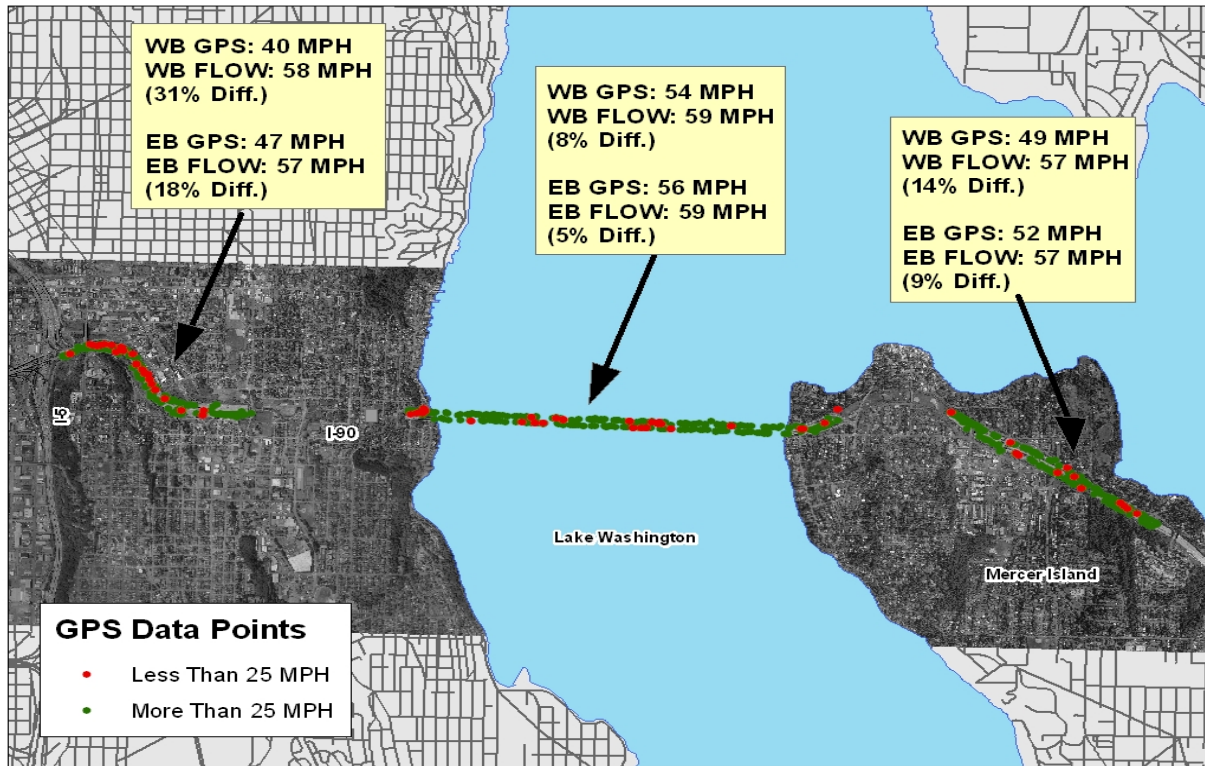 WB GPS: 40 MPH
WB FLOW: 58 MPH
(31% Diff.)
EB GPS: 47 MPH
EB FLOW: 57 MPH
(18% Diff.)
WB GPS: 54 MPH
WB FLOW: 59 MPH
(8% Diff.)
EB GPS: 56 MPH
EB FLOW: 59 MPH
(5% Diff.)
WB GPS: 49 MPH
WB FLOW: 57 MPH
(14% Diff.)
EB GPS: 52 MPH
EB FLOW: 57 MPH
(9% Diff.)
I-5
I-90
Lake Washington
Mercer Island
GPS Data Points
Less Than 25 MPH
More Than 25 MPH